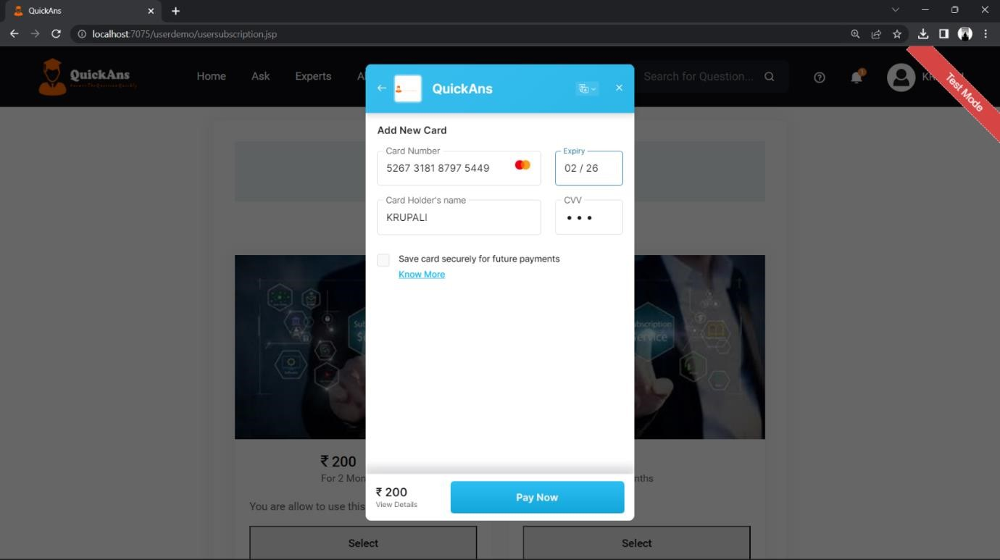 QuickAns
localhost:7075/userdemo/usersubscription.jsp
QuickAns
Home Ask Experts
Search for Question...
1
Test Mode
QuickAns
Add New Card
Card Number
5267 3181 8797 5449
Expiry
02 / 26
Card Holder's name
KRUPALI
CVV
Save card securely for future payments
Know More
₹ 200
For 2 Mon
nths
You are allow to use this
₹ 200
View Details
Pay Now
Select
Select